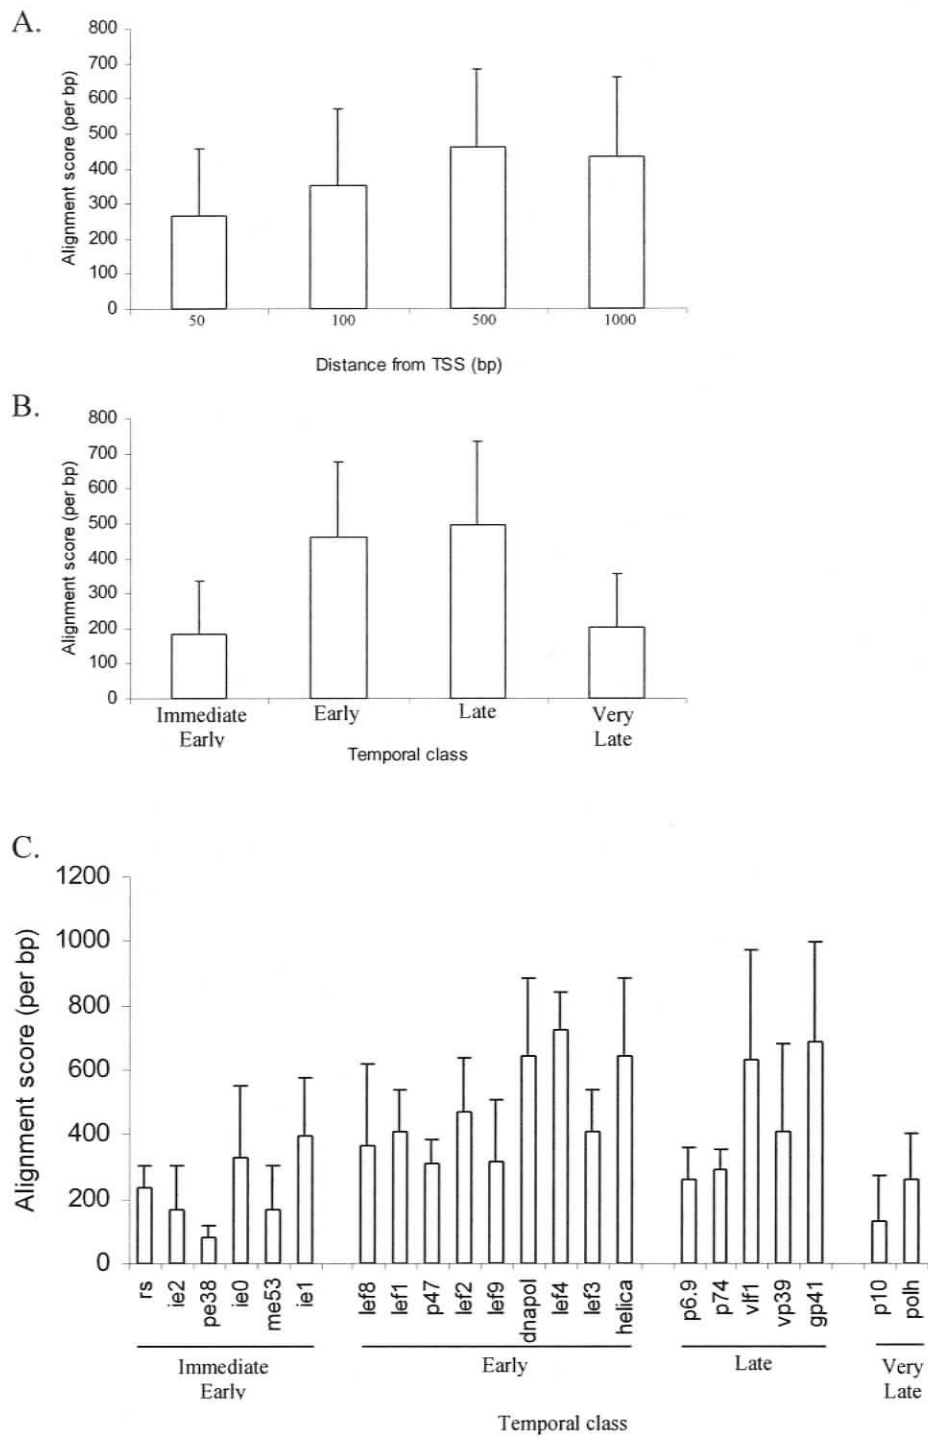 A.
Alignment score (per bp)
800
700
600
500
400
300
200
100
0
50 100 500 1000
Distance from TSS (bp)
B.
Alignment score (per bp)
800
700
600
500
400
300
200
100
0
Immediate Early Late Very
Early Late
Temporal class
C.
Alignment score (per bp)
1200
1000
800
600
400
200
0
rs ie2 pe38 ie0 me53 ie1 lef8 lef1 p47 lef2 lef9 dnapol lef4 lef3 helica p6.9 p74 vlf1 vp39 gp41 p10 polh
Immediate Early Late Very
Early Late
Temporal class